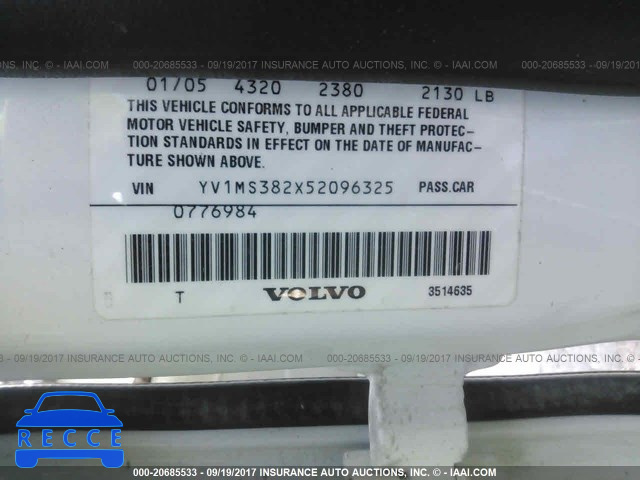 © IAAI.COM 000-20685533 - 09/19/2017 INSURANCE AUTO AUCTIONS, INC. - © IAAI.COM
01/05 4320 2380 2130 LB
THIS VEHICLE CONFORMS TO ALL APPLICABLE FEDERAL
MOTOR VEHICLE SAFETY, BUMPER AND THEFT PROTEC-
TION STANDARDS IN EFFECT ON THE DATE OF MANUFAC-
TURE SHOWN ABOVE.
VIN YV1MS382X52096325 PASS.CAR
0776984
T VOLVO 3514635
000-20685533 - 09/19/2017 INSURANCE AUTO AUCTIONS, INC. - © IAAI.COM
RECCE
000-20685533 - 09/19/2017 INSURANCE AUTO AUCTIONS, INC. - © IAAI.COM